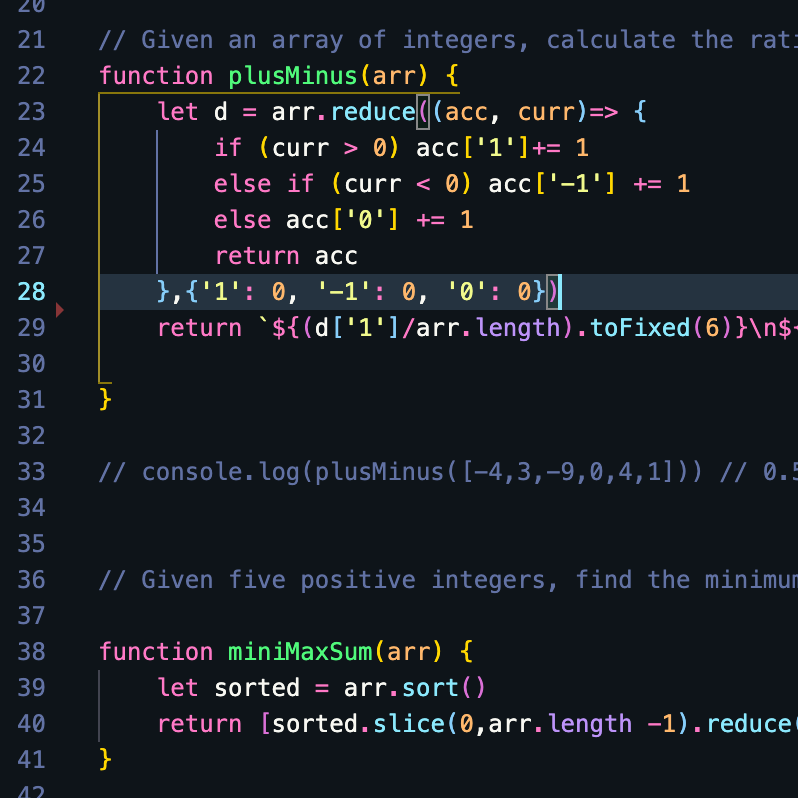 20
21 // Given an array of integers, calculate the rati
22 function plusMinus(arr) {
23 let d = arr.reduce((acc, curr)=> {
24 if (curr > 0) acc['1']+= 1
25 else if (curr < 0) acc['-1'] += 1
26 else acc['0'] += 1
27 return acc
28 },{'1': 0, '-1': 0, '0': 0})
29 return `${(d['1']/arr.length).toFixed(6)}\n$
30
31 }
32
33 // console.log(plusMinus([-4,3,-9,0,4,1])) // 0.5
34
35
36 // Given five positive integers, find the minimum
37
38 function miniMaxSum(arr) {
39 let sorted = arr.sort()
40 return [sorted.slice(0,arr.length -1).reduce(
41 }
42